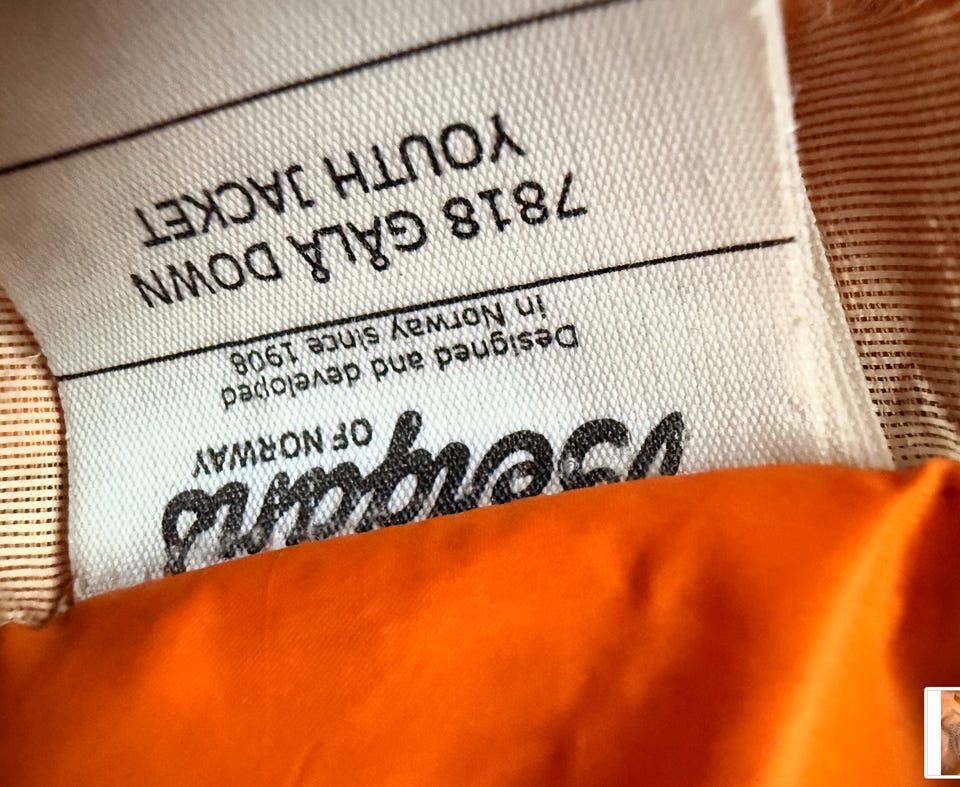 Bergans
OF NORWAY
Designed and developed
in Norway since 1908
7818 GÅLÅ DOWN
YOUTH JACKET